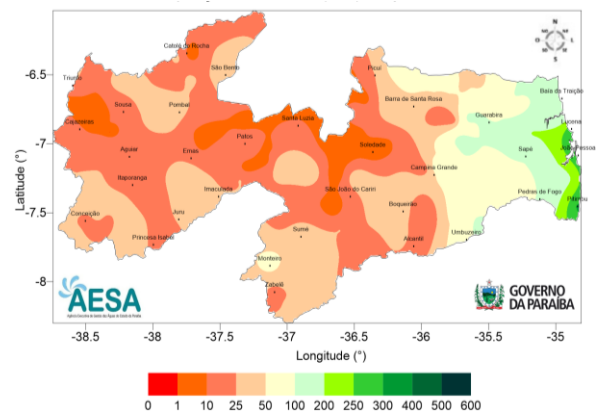 Catolé do Rocha
São Bento
Picuí
Triunfo
Baía da Traição
Sousa
Pombal
Barra de Santa Rosa
Cajazeiras
Santa Luzia
Guarabira
Lucena
Patos
Soledade
João Pessoa
Aguiar
Emas
Sapé
Campina Grande
Itaporanga
Imaculada
São João do Cariri
Pedras de Fogo
Pitimbu
Conceição
Juru
Boqueirão
Princesa Isabel
Sumé
Alcantil
Umbuzeiro
Monteiro
Zabelê
N
O L
S
Latitude (°)
-6.5
-7
-7.5
-8
AESA
GOVERNO
DA PARAÍBA
-38.5 -38 -37.5 -37 -36.5 -36 -35.5 -35
Longitude (°)
0 1 10 25 50 100 200 250 300 400 500 600